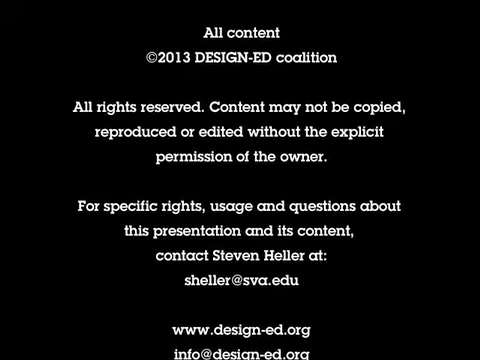 All content
©2013 DESIGN-ED coalition
All rights reserved. Content may not be copied,
reproduced or edited without the explicit
permission of the owner.
For specific rights, usage and questions about
this presentation and its content,
contact Steven Heller at:
sheller@sva.edu
www.design-ed.org
info@design-ed.org